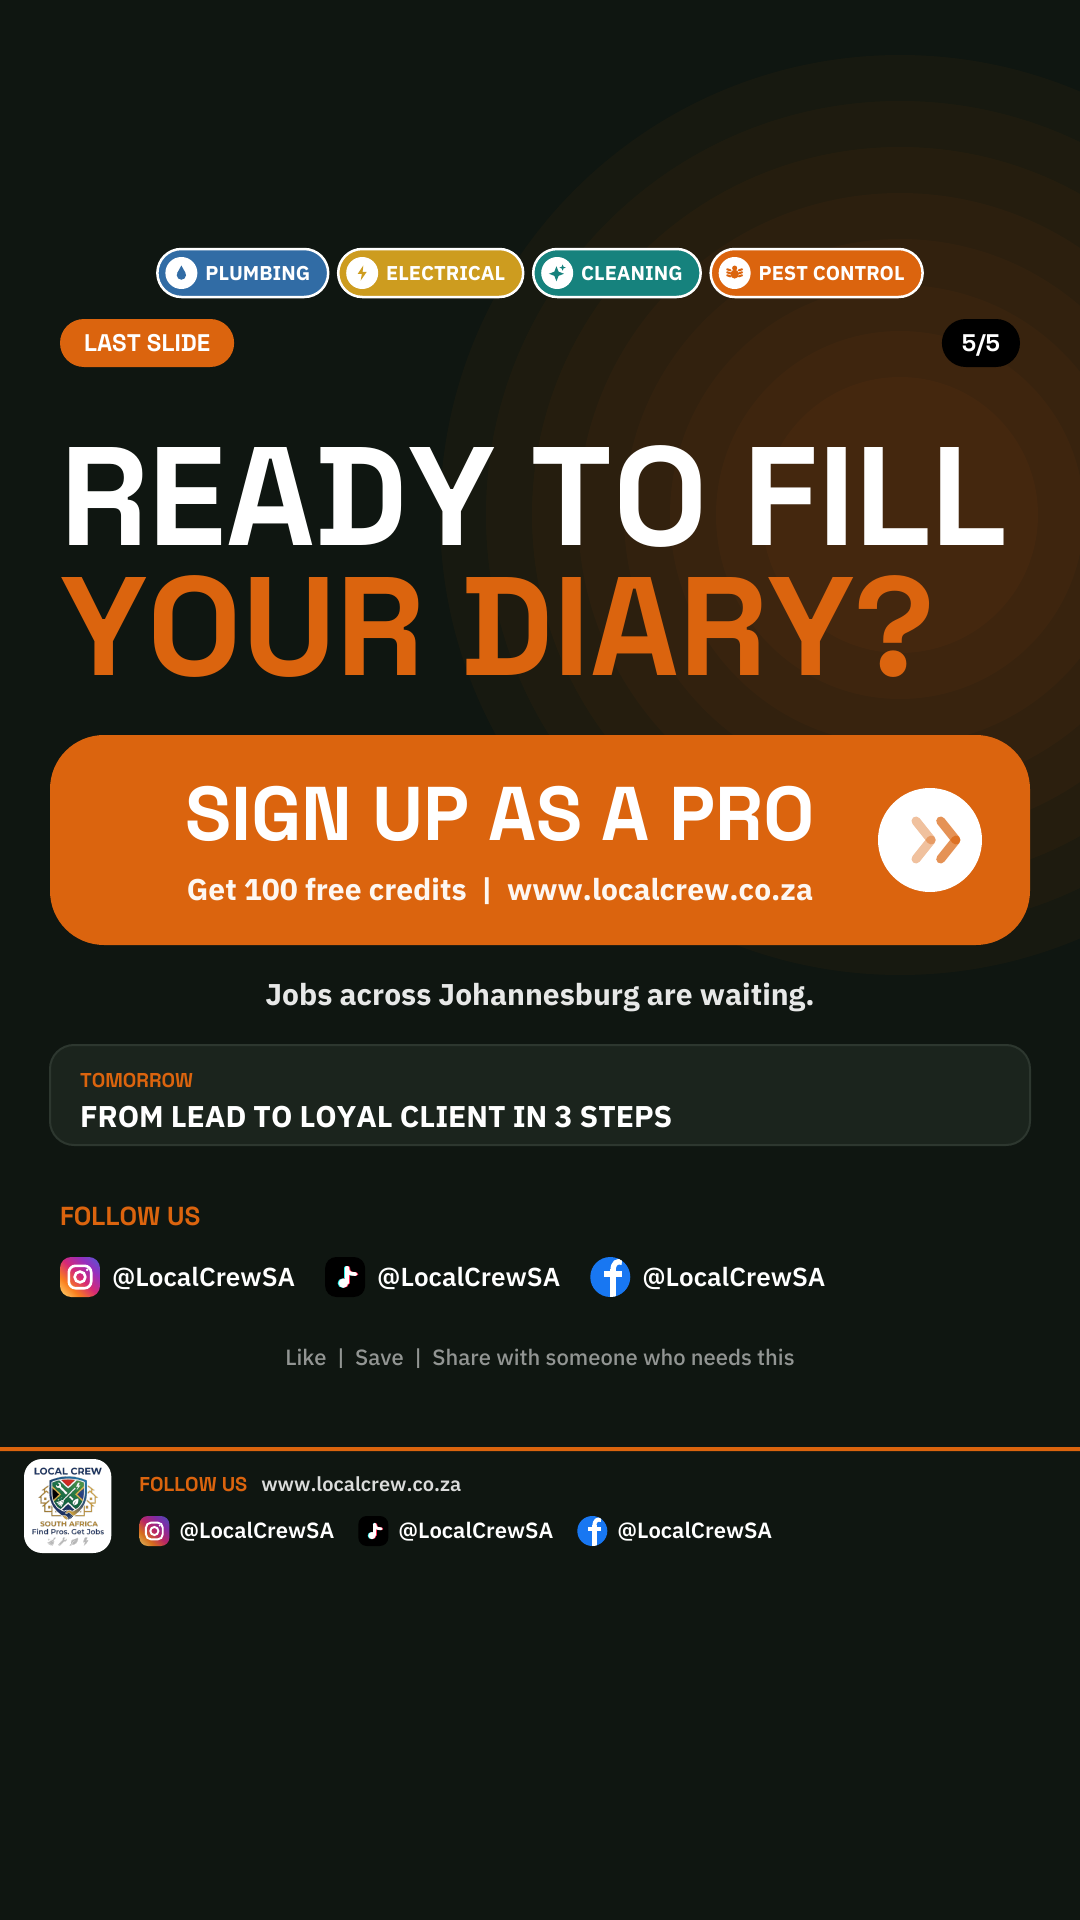 PLUMBING ELECTRICAL CLEANING PEST CONTROL
LAST SLIDE 5/5
READY TO FILL
YOUR DIARY?
SIGN UP AS A PRO
Get 100 free credits | www.localcrew.co.za
Jobs across Johannesburg are waiting.
TOMORROW
FROM LEAD TO LOYAL CLIENT IN 3 STEPS
FOLLOW US
@LocalCrewSA @LocalCrewSA @LocalCrewSA
Like | Save | Share with someone who needs this
LOCAL CREW
SOUTH AFRICA
Find Pros. Get Jobs
FOLLOW US www.localcrew.co.za
@LocalCrewSA @LocalCrewSA @LocalCrewSA